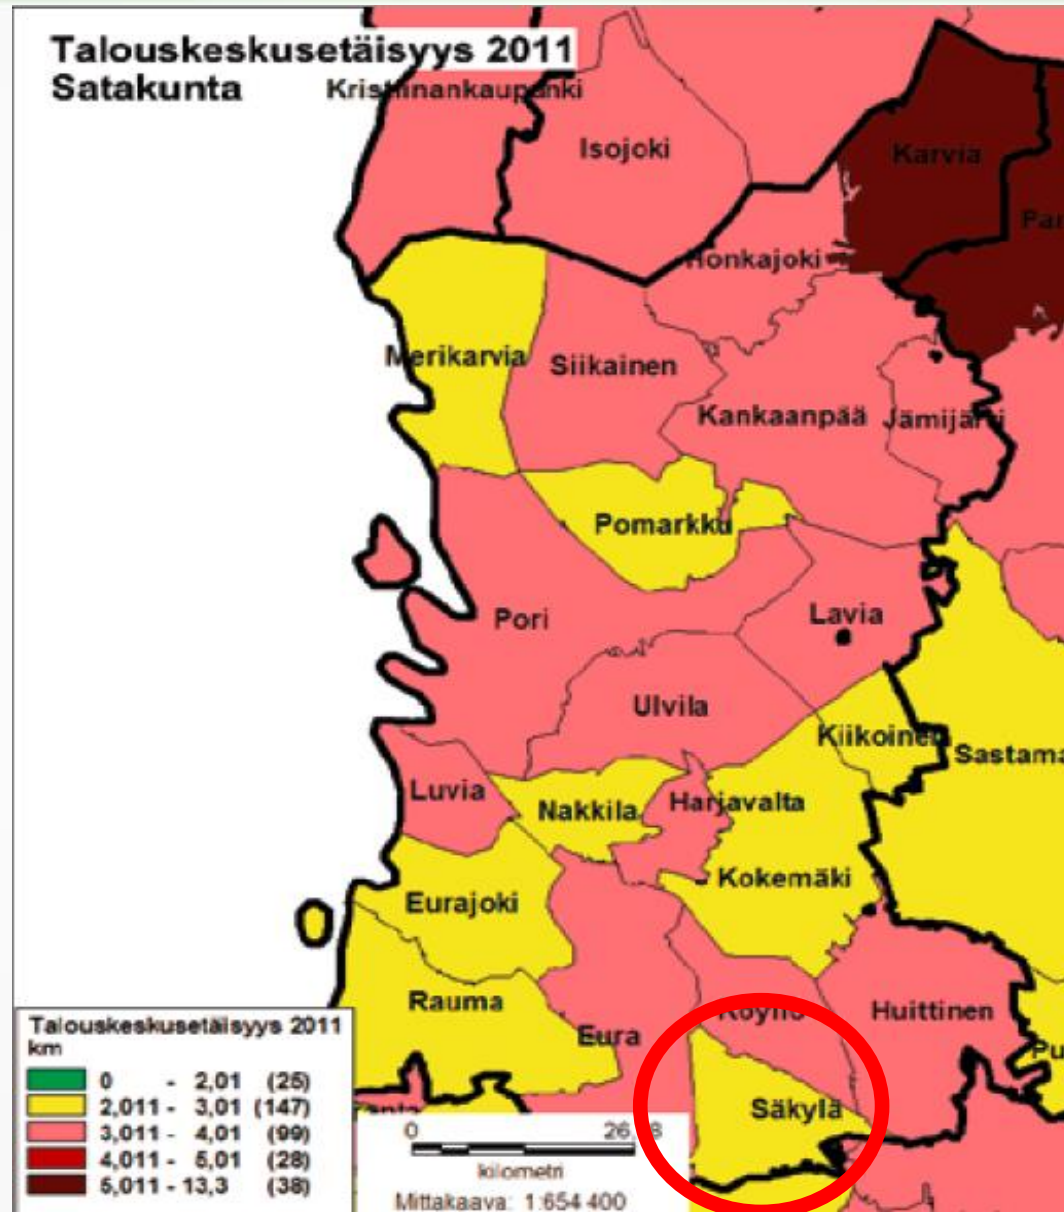 Talouskeskusetäisyys 2011
Satakunta
Kristiinankaupunki
Isojoki
Karvia
Honkajoki
Merikarvia
Siikainen
Kankaanpää
Jämijärvi
Pomarkku
Pori
Lavia
Ulvila
Kiikoinen
Sastama
Luvia
Nakkila
Harjavalta
Kokemäki
Eurajoki
Rauma
Eura
Köyliö
Huittinen
Säkylä
Talouskeskusetäisyys 2011
km
0 - 2,01 (25)
2,011 - 3,01 (147)
3,011 - 4,01 (99)
4,011 - 5,01 (28)
5,011 - 13,3 (38)
0
kilometri
Mittakaava: 1:654 400